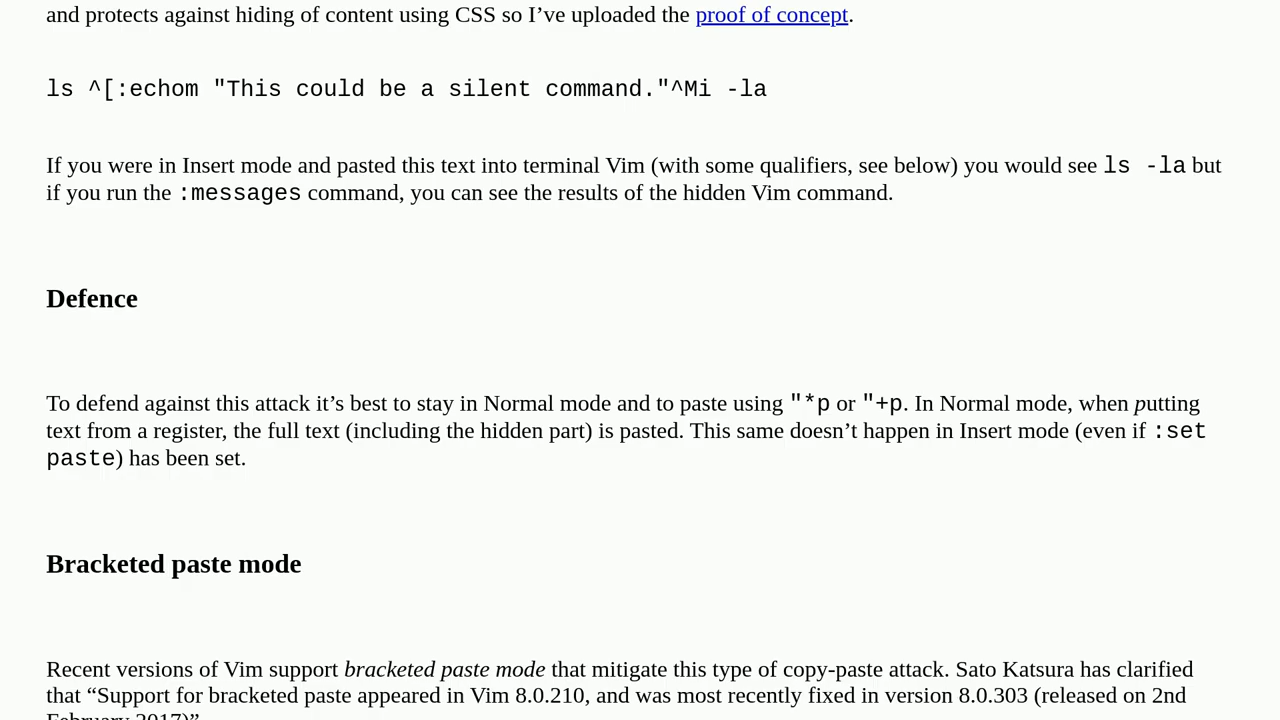 and protects against hiding of content using CSS so I’ve uploaded the proof of concept.
ls ^[:echom "This could be a silent command."^Mi -la
If you were in Insert mode and pasted this text into terminal Vim (with some qualifiers, see below) you would see ls -la but
if you run the :messages command, you can see the results of the hidden Vim command.
Defence
To defend against this attack it’s best to stay in Normal mode and to paste using "*p or "+p. In Normal mode, when putting
text from a register, the full text (including the hidden part) is pasted. This same doesn’t happen in Insert mode (even if :set
paste) has been set.
Bracketed paste mode
Recent versions of Vim support bracketed paste mode that mitigate this type of copy-paste attack. Sato Katsura has clarified
that “Support for bracketed paste appeared in Vim 8.0.210, and was most recently fixed in version 8.0.303 (released on 2nd
February 2017)”